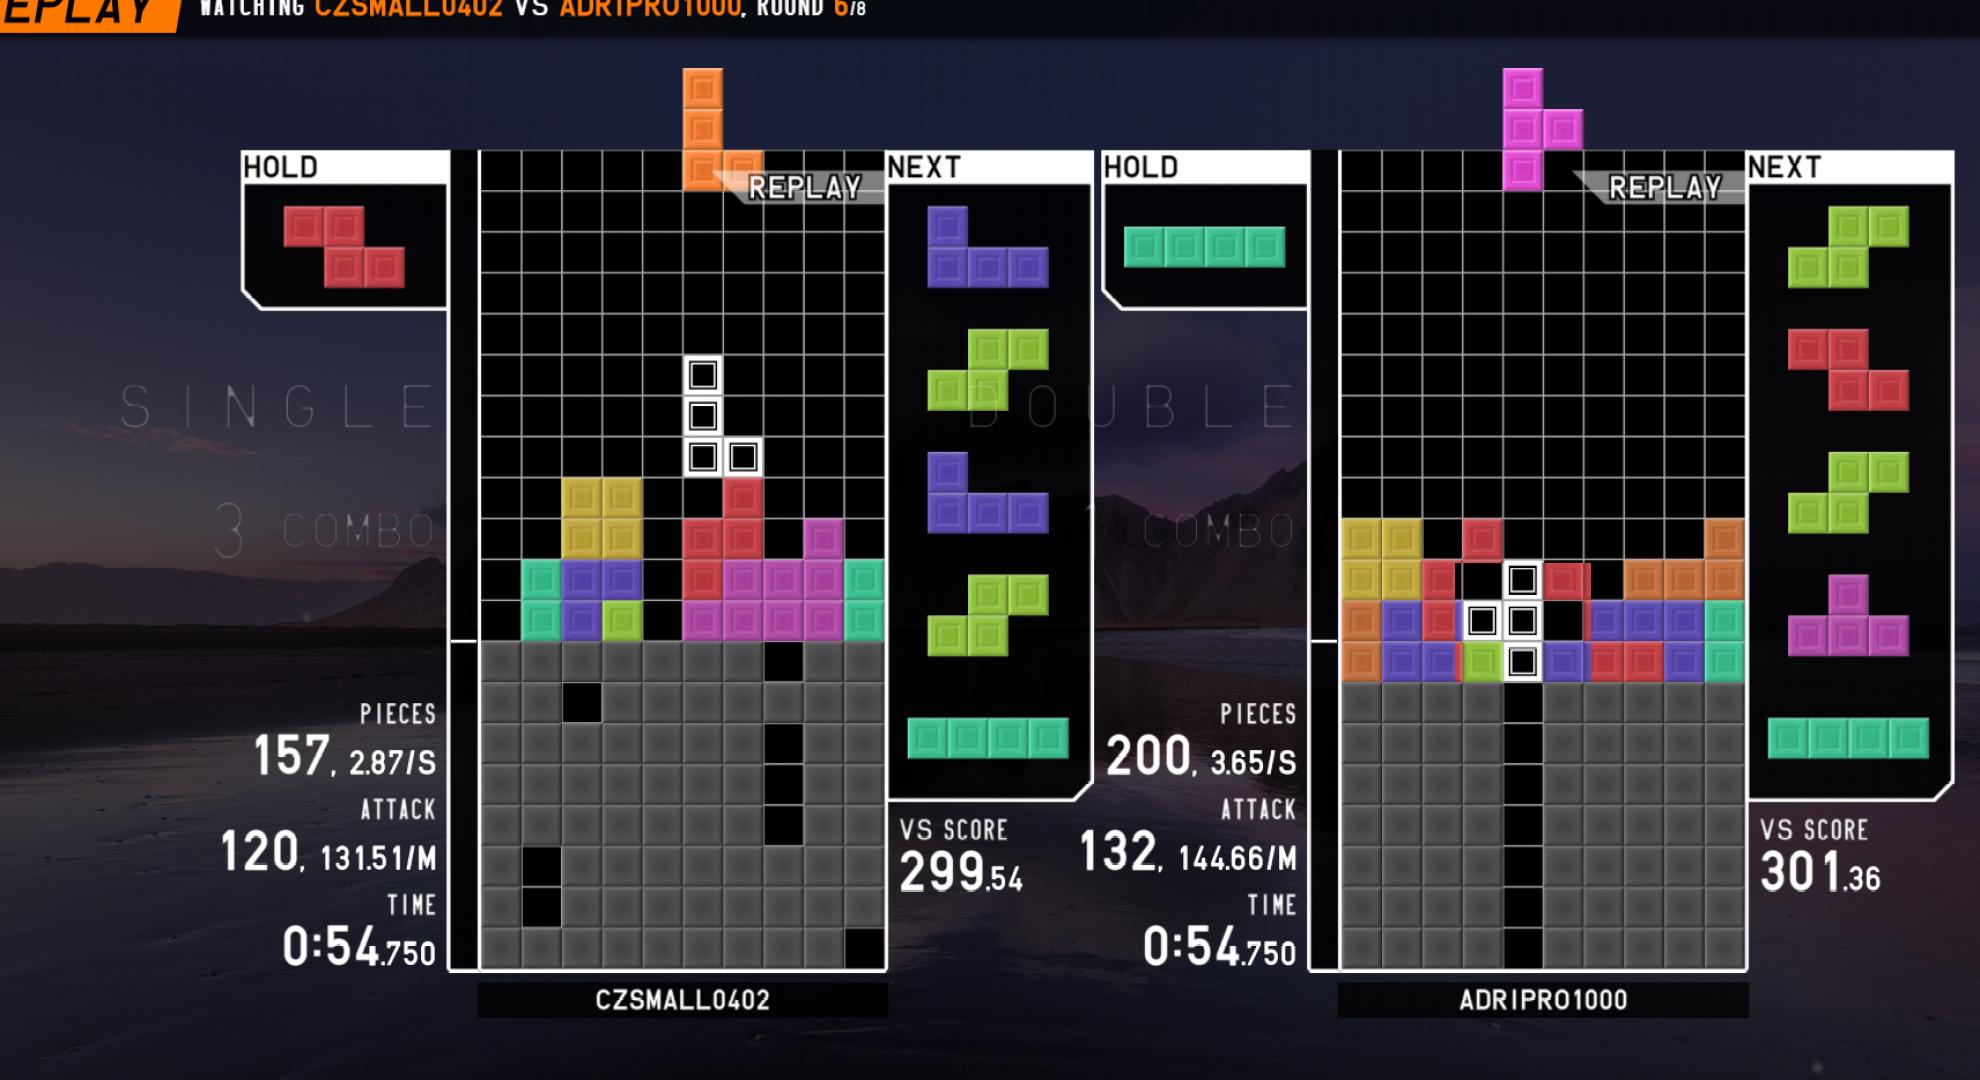 REPLAY WATCHING CZSMALL0402 VS ADRIPRO1000, ROUND 6/8
HOLD
NEXT
REPLAY
SINGLE
3 COMBO
PIECES
157, 2.87/S
ATTACK
120, 131.51/M
TIME
0:54.750
VS SCORE
299.54
CZSMALL0402
HOLD
NEXT
REPLAY
DOUBLE
1 COMBO
PIECES
200, 3.65/S
ATTACK
132, 144.66/M
TIME
0:54.750
VS SCORE
301.36
ADRIPRO1000